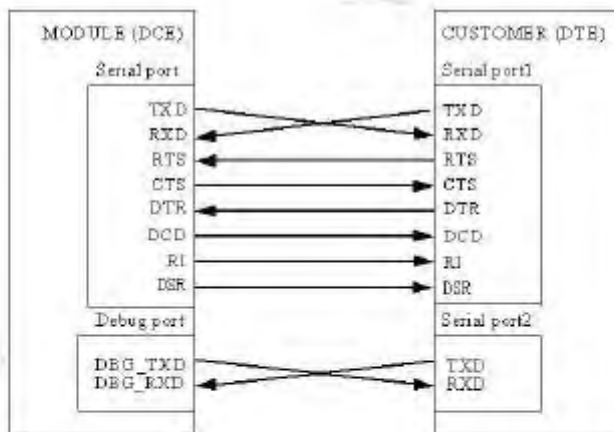 MODULE (DCE)
Serial port
TXD
RXD
RTS
CTS
DTR
DCD
RI
DSR
Debug port
DBG_TXD
DBG_RXD
CUSTOMER (DTE)
Serial port1
TXD
RXD
RTS
CTS
DTR
DCD
RI
DSR
Serial port2
TXD
RXD